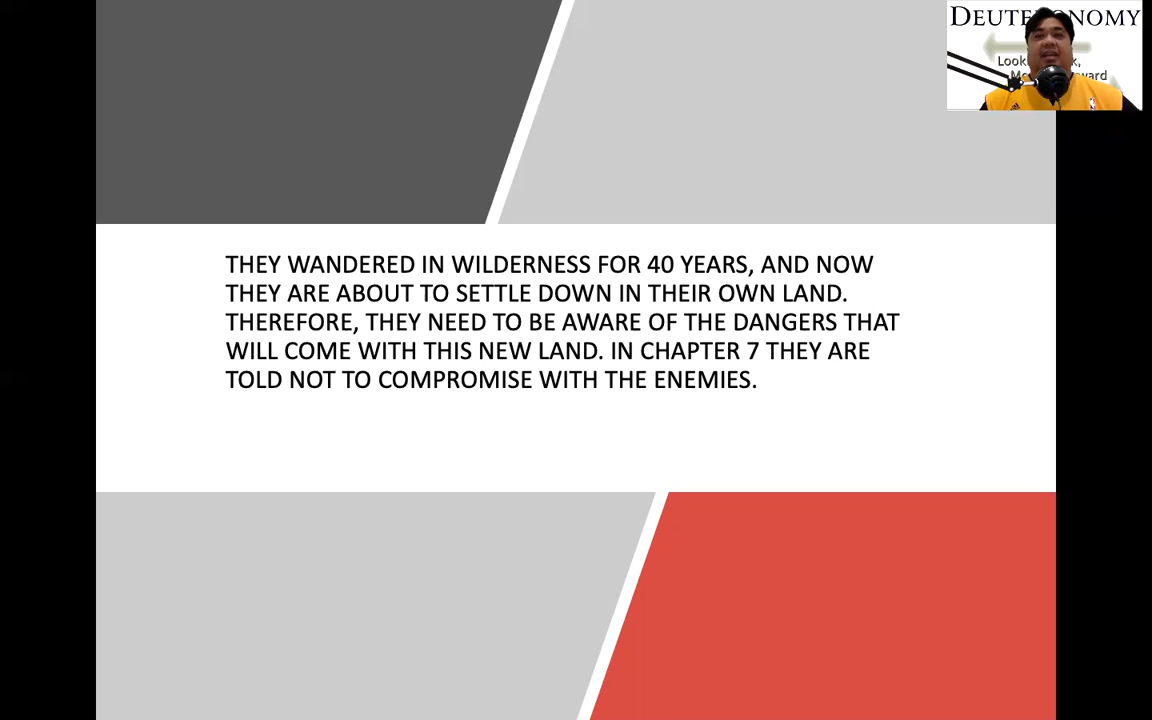 DEUTE ONOMY
THEY WANDERED IN WILDERNESS FOR 40 YEARS, AND NOW
THEY ARE ABOUT TO SETTLE DOWN IN THEIR OWN LAND.
THEREFORE, THEY NEED TO BE AWARE OF THE DANGERS THAT
WILL COME WITH THIS NEW LAND. IN CHAPTER 7 THEY ARE
TOLD NOT TO COMPROMISE WITH THE ENEMIES.